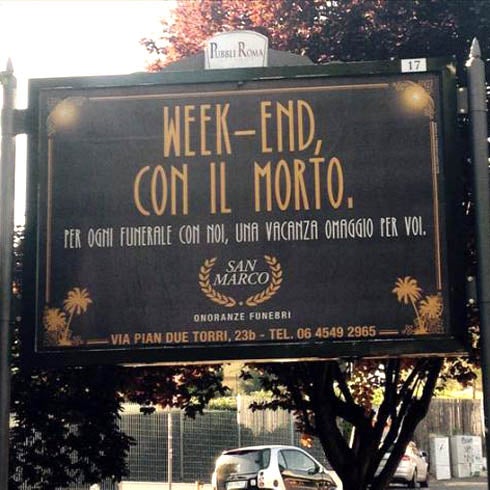 PUBBLI ROMA
17
WEEK-END,
CON IL MORTO.
PER OGNI FUNERALE CON NOI, UNA VACANZA OMAGGIO PER VOI.
SAN
MARCO
ONORANZE FUNEBRI
VIA PIAN DUE TORRI, 23b - TEL. 06 4549 2965